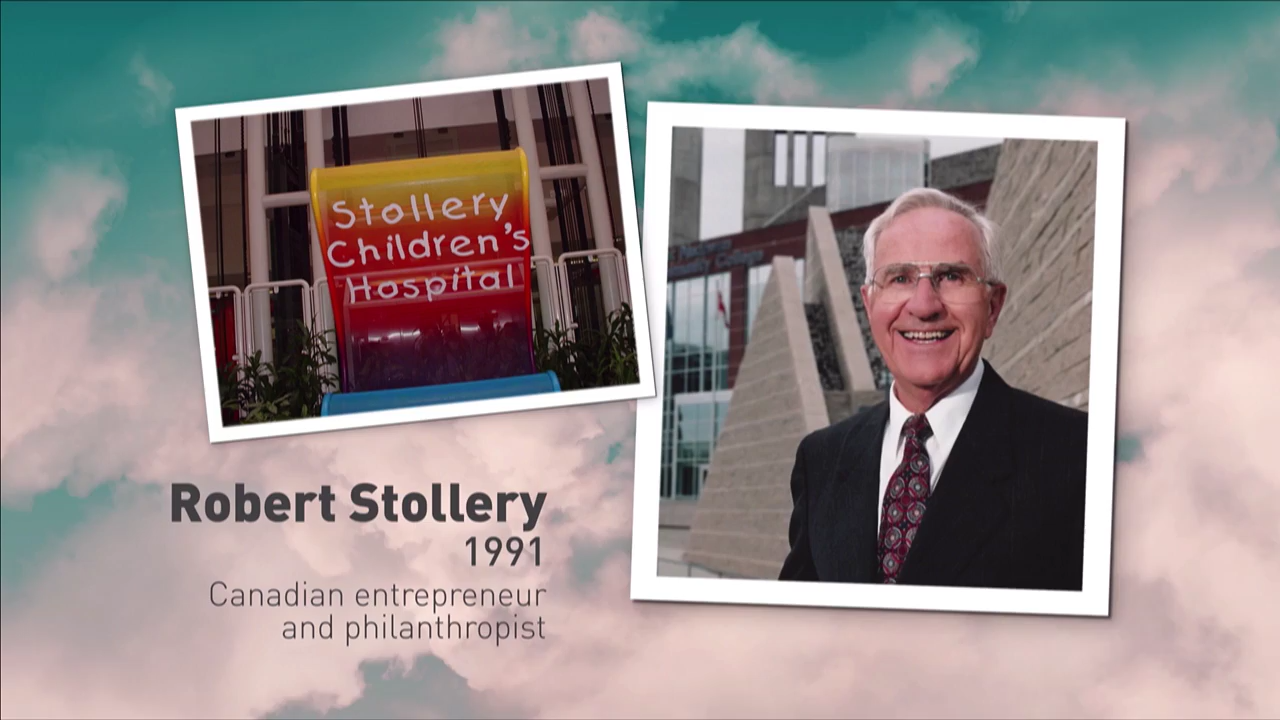 Stollery
Children's
Hospital
Robert Stollery
1991
Canadian entrepreneur
and philanthropist